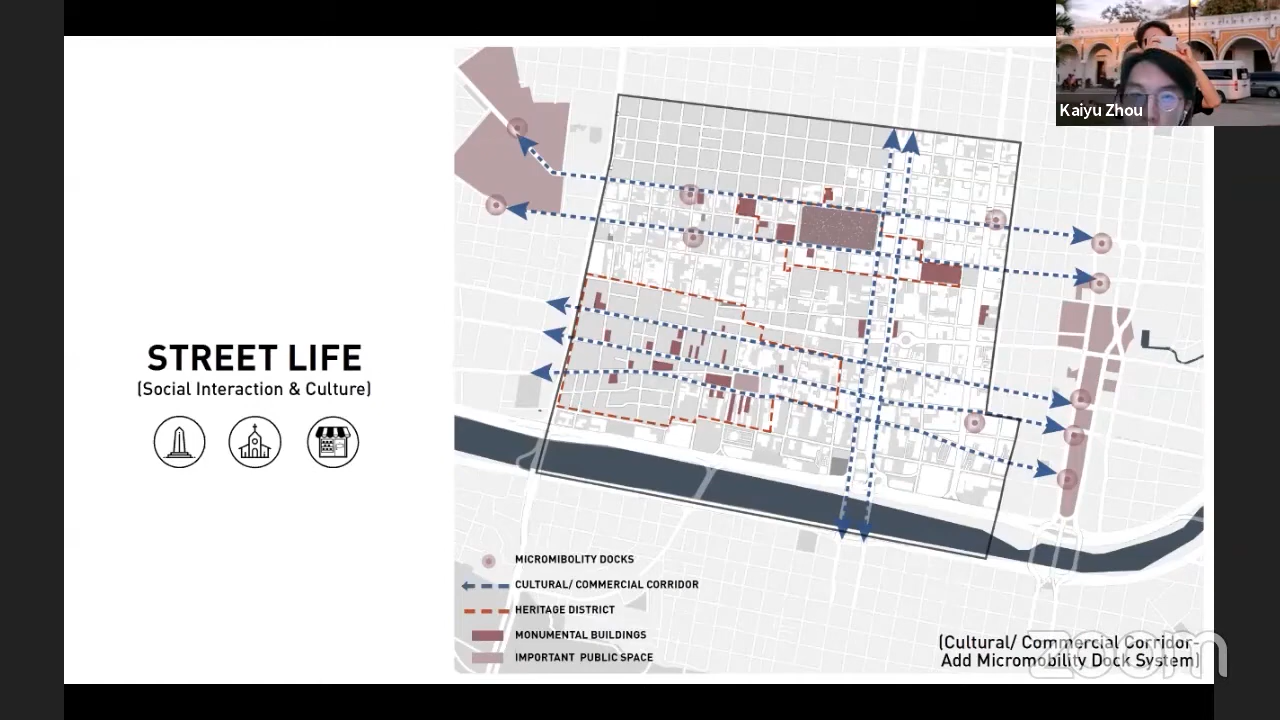 Kaiyu Zhou
STREET LIFE
(Social Interaction & Culture)
MICROMIBOLITY DOCKS
CULTURAL/ COMMERCIAL CORRIDOR
HERITAGE DISTRICT
MONUMENTAL BUILDINGS
IMPORTANT PUBLIC SPACE
(Cultural/ Commercial Corridor-
Add Micromobility Dock System)
zoom